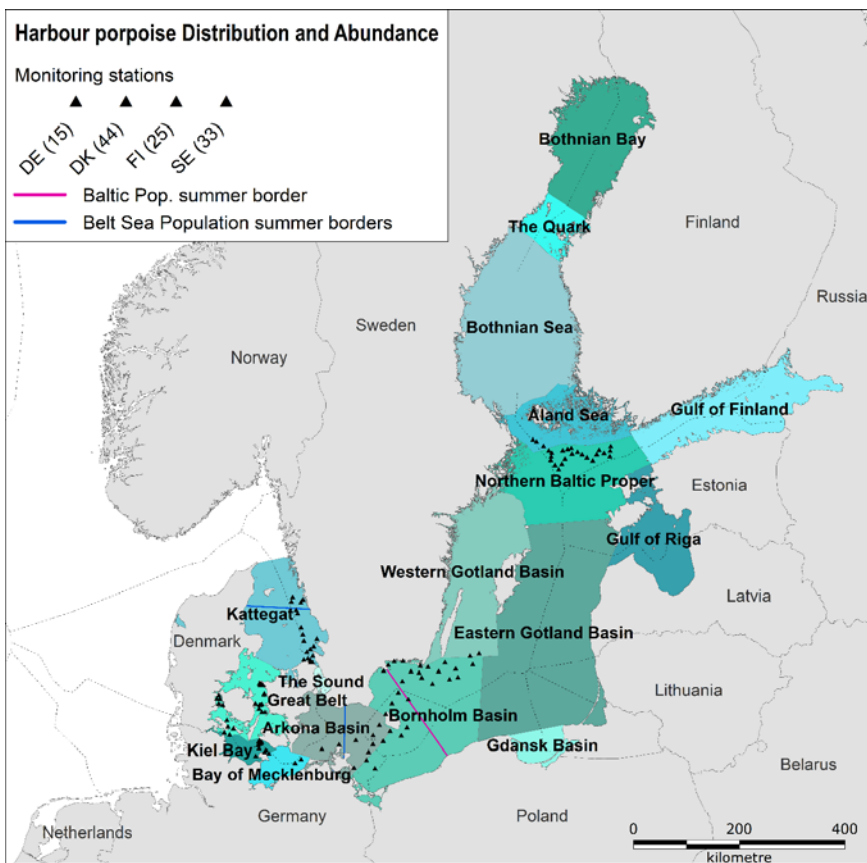 Harbour porpoise Distribution and Abundance
Monitoring stations
DE (15)
DK (44)
FI (25)
SE (33)
Baltic Pop. summer border
Belt Sea Population summer borders
Bothnian Bay
The Quark
Finland
Russia
Sweden
Bothnian Sea
Norway
Åland Sea
Gulf of Finland
Northern Baltic Proper
Estonia
Gulf of Riga
Western Gotland Basin
Latvia
Kattegat
Denmark
Eastern Gotland Basin
The Sound
Great Belt
Lithuania
Arkona Basin
Bornholm Basin
Kiel Bay
Gdansk Basin
Bay of Mecklenburg
Belarus
Germany
Poland
Netherlands
0 200 400
kilometre